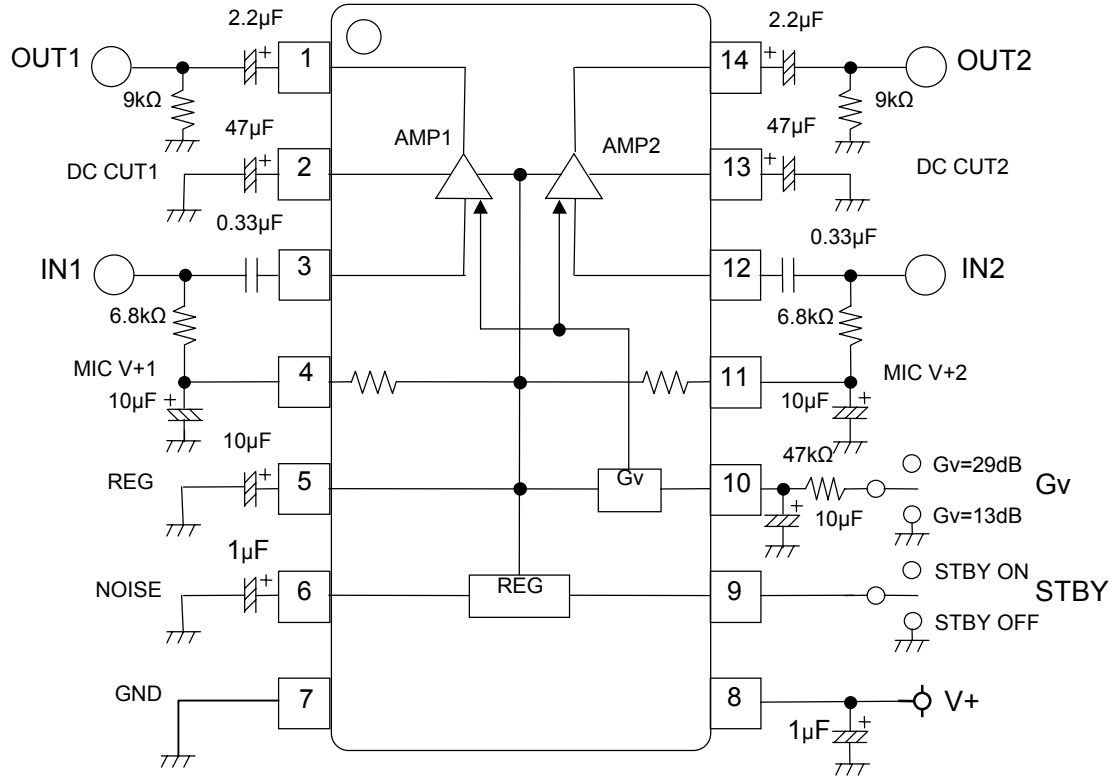 2.2µF
2.2µF
OUT1
1
14
OUT2
9kΩ
9kΩ
47µF
AMP1
AMP2
47µF
DC CUT1
2
13
DC CUT2
0.33µF
0.33µF
IN1
3
12
IN2
6.8kΩ
6.8kΩ
MIC V+1
4
11
MIC V+2
10µF
10µF
10µF
47kΩ
Gv=29dB
REG
5
Gv
10
Gv
10µF
Gv=13dB
1µF
STBY ON
NOISE
6
REG
9
STBY
STBY OFF
GND
7
8
V+
1µF